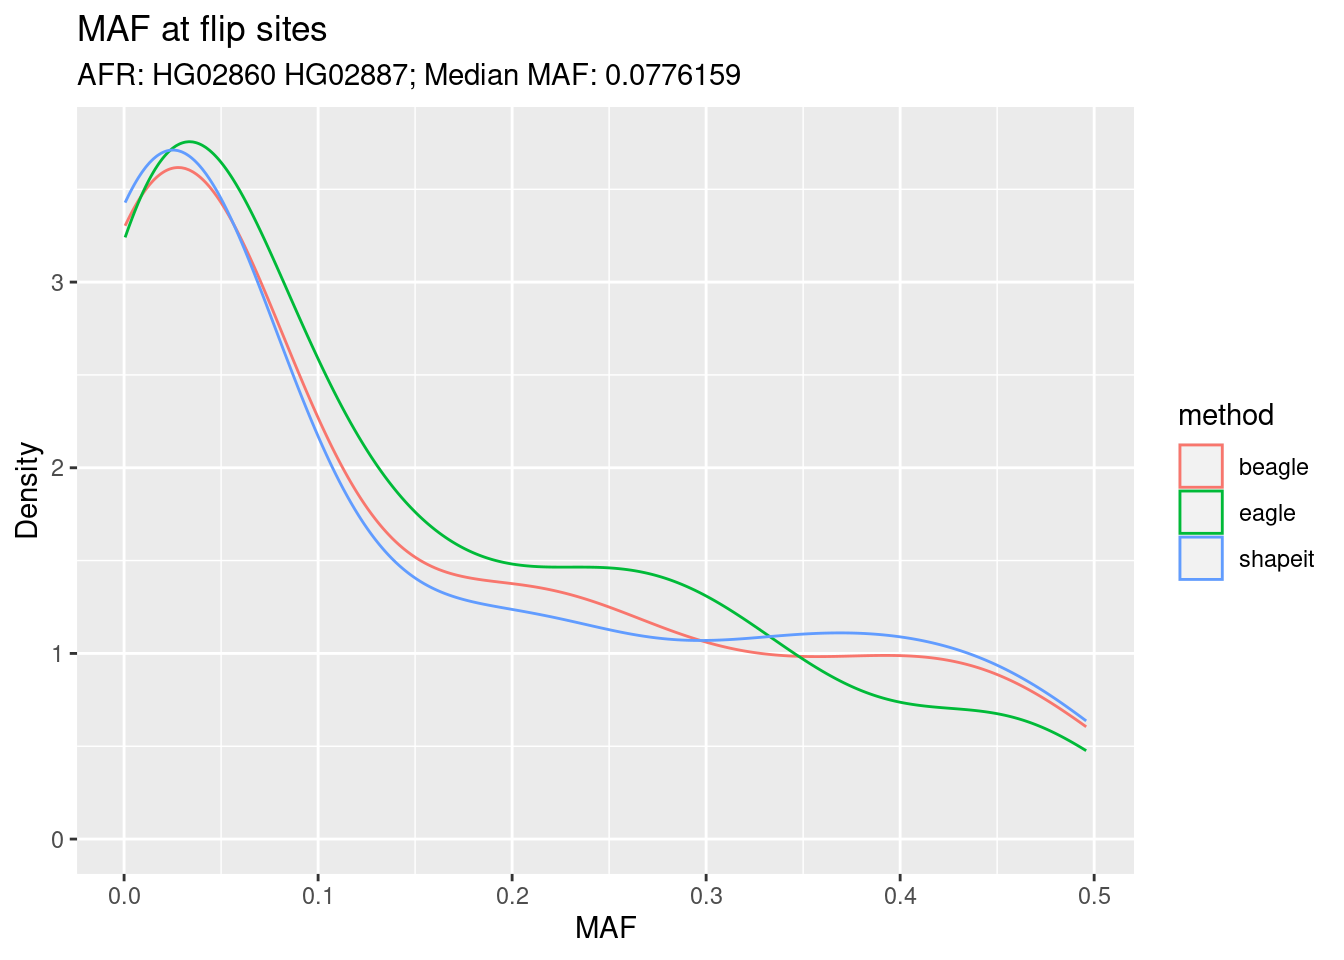 MAF at flip sites
AFR: HG02860 HG02887; Median MAF: 0.0776159
Density
3
2
1
0
0.0
0.1
0.2
0.3
0.4
0.5
MAF
method
beagle
eagle
shapeit